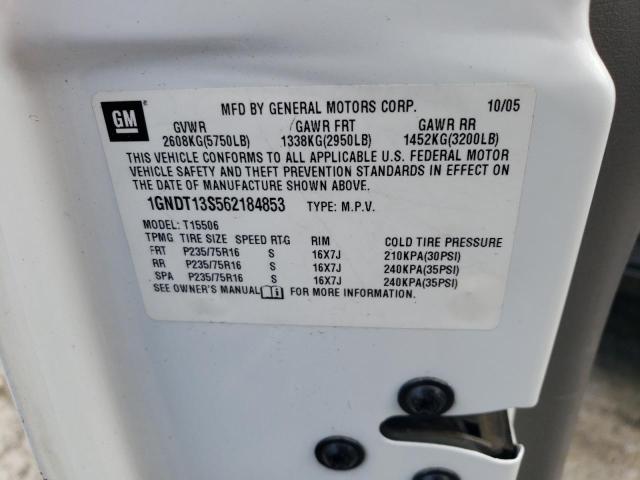 GM
MFD BY GENERAL MOTORS CORP. 10/05
GVWR GAWR FRT GAWR RR
2608KG(5750LB) 1338KG(2950LB) 1452KG(3200LB)
THIS VEHICLE CONFORMS TO ALL APPLICABLE U.S. FEDERAL MOTOR
VEHICLE SAFETY AND THEFT PREVENTION STANDARDS IN EFFECT ON
THE DATE OF MANUFACTURE SHOWN ABOVE.
1GNDT13S562184853 TYPE: M.P.V.
MODEL: T15506
TPMG TIRE SIZE SPEED RTG RIM COLD TIRE PRESSURE
FRT P235/75R16 S 16X7J 210KPA(30PSI)
RR P235/75R16 S 16X7J 240KPA(35PSI)
SPA P235/75R16 S 16X7J 240KPA(35PSI)
SEE OWNER'S MANUAL FOR MORE INFORMATION.